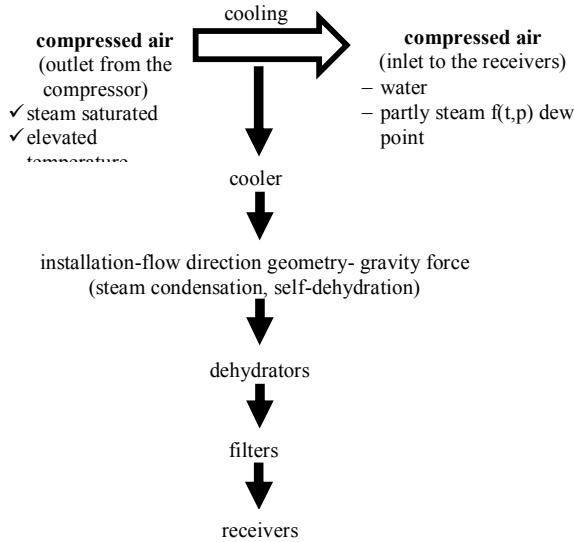 cooling
compressed air
(outlet from the
compressor)
✓ steam saturated
✓ elevated
temperature
compressed air
(inlet to the receivers)
– water
– partly steam f(t,p) dew
point
cooler
installation-flow direction geometry- gravity force
(steam condensation, self-dehydration)
dehydrators
filters
receivers